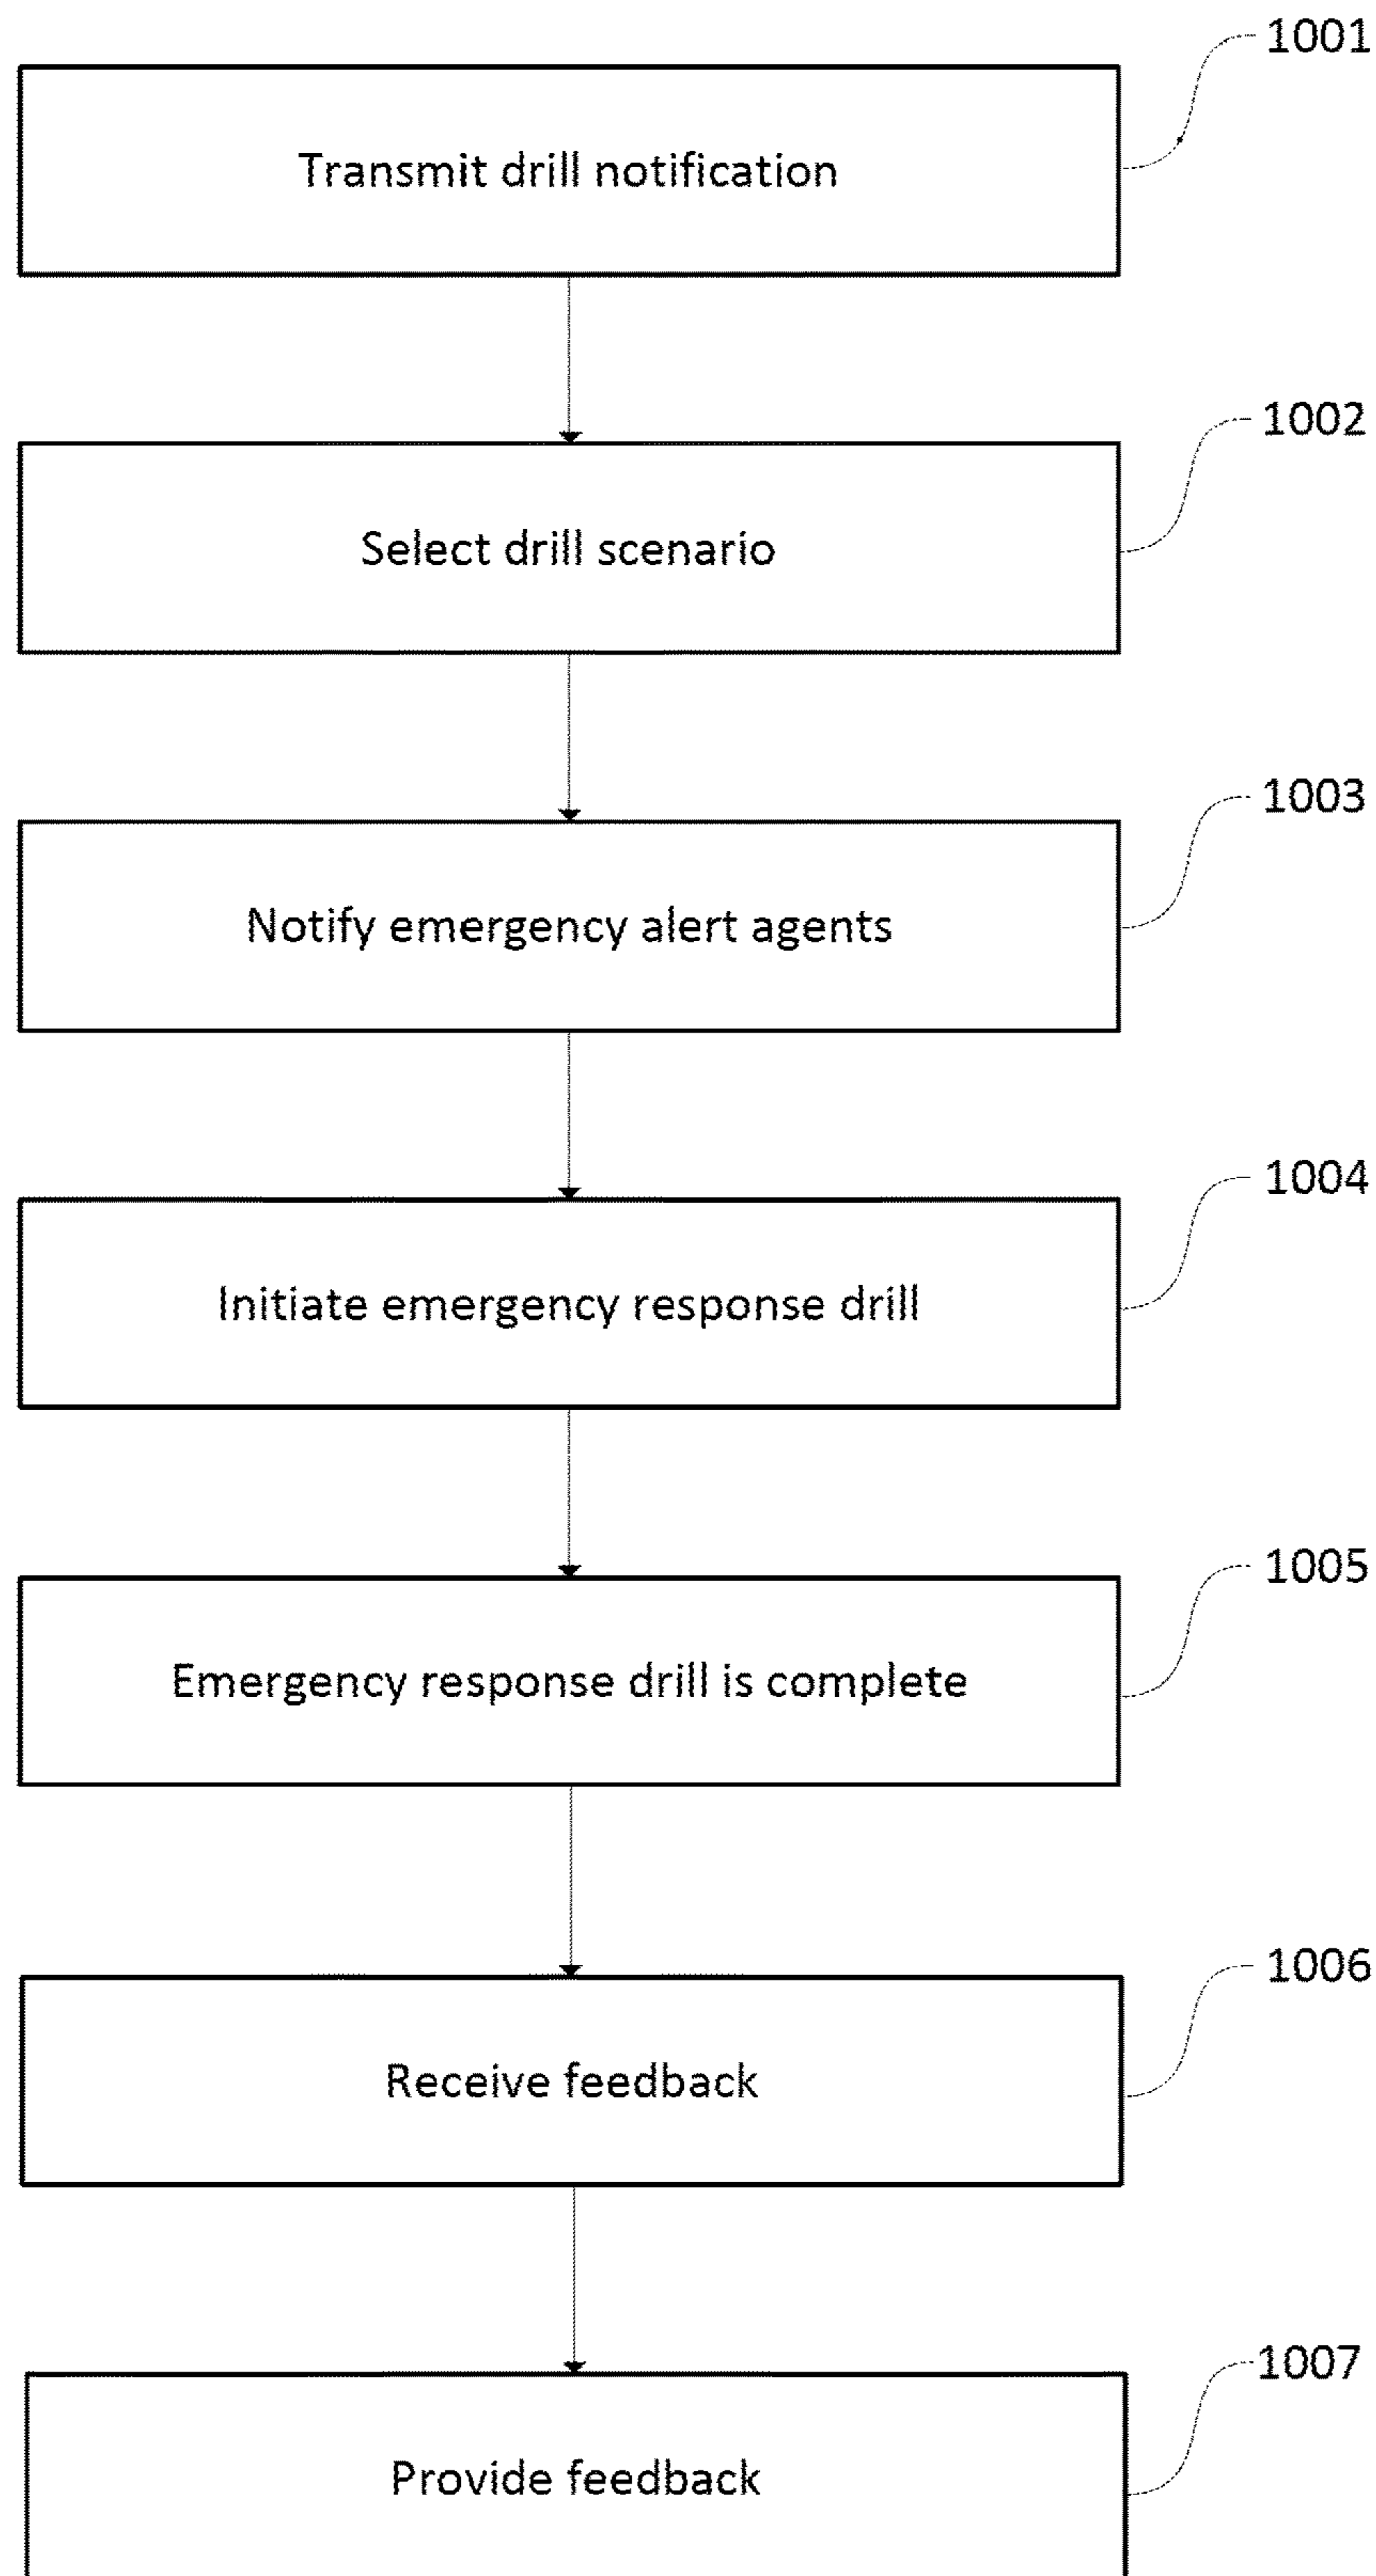 1001
Transmit drill notification
1002
Select drill scenario
1003
Notify emergency alert agents
1004
Initiate emergency response drill
1005
Emergency response drill is complete
1006
Receive feedback
1007
Provide feedback